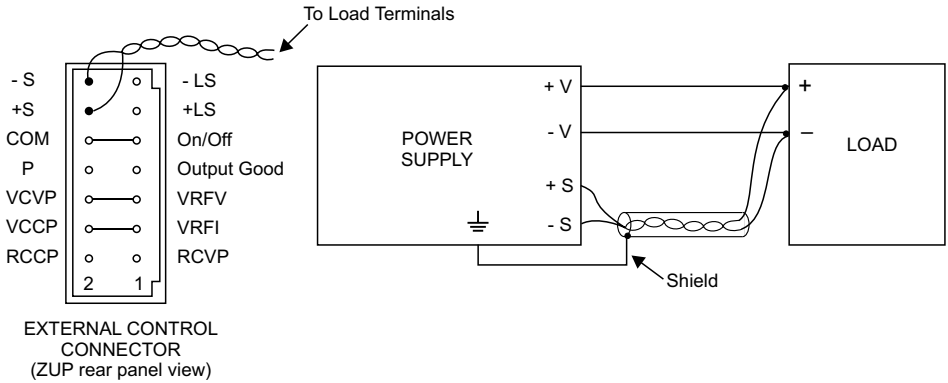 To Load Terminals
- S - LS
+S +LS
COM On/Off
P Output Good
VCVP VRFV
VCCP VRFI
RCCP RCVP
2 1
EXTERNAL CONTROL
CONNECTOR
(ZUP rear panel view)
POWER
SUPPLY
+ V
- V
+ S
- S
+
–
LOAD
Shield